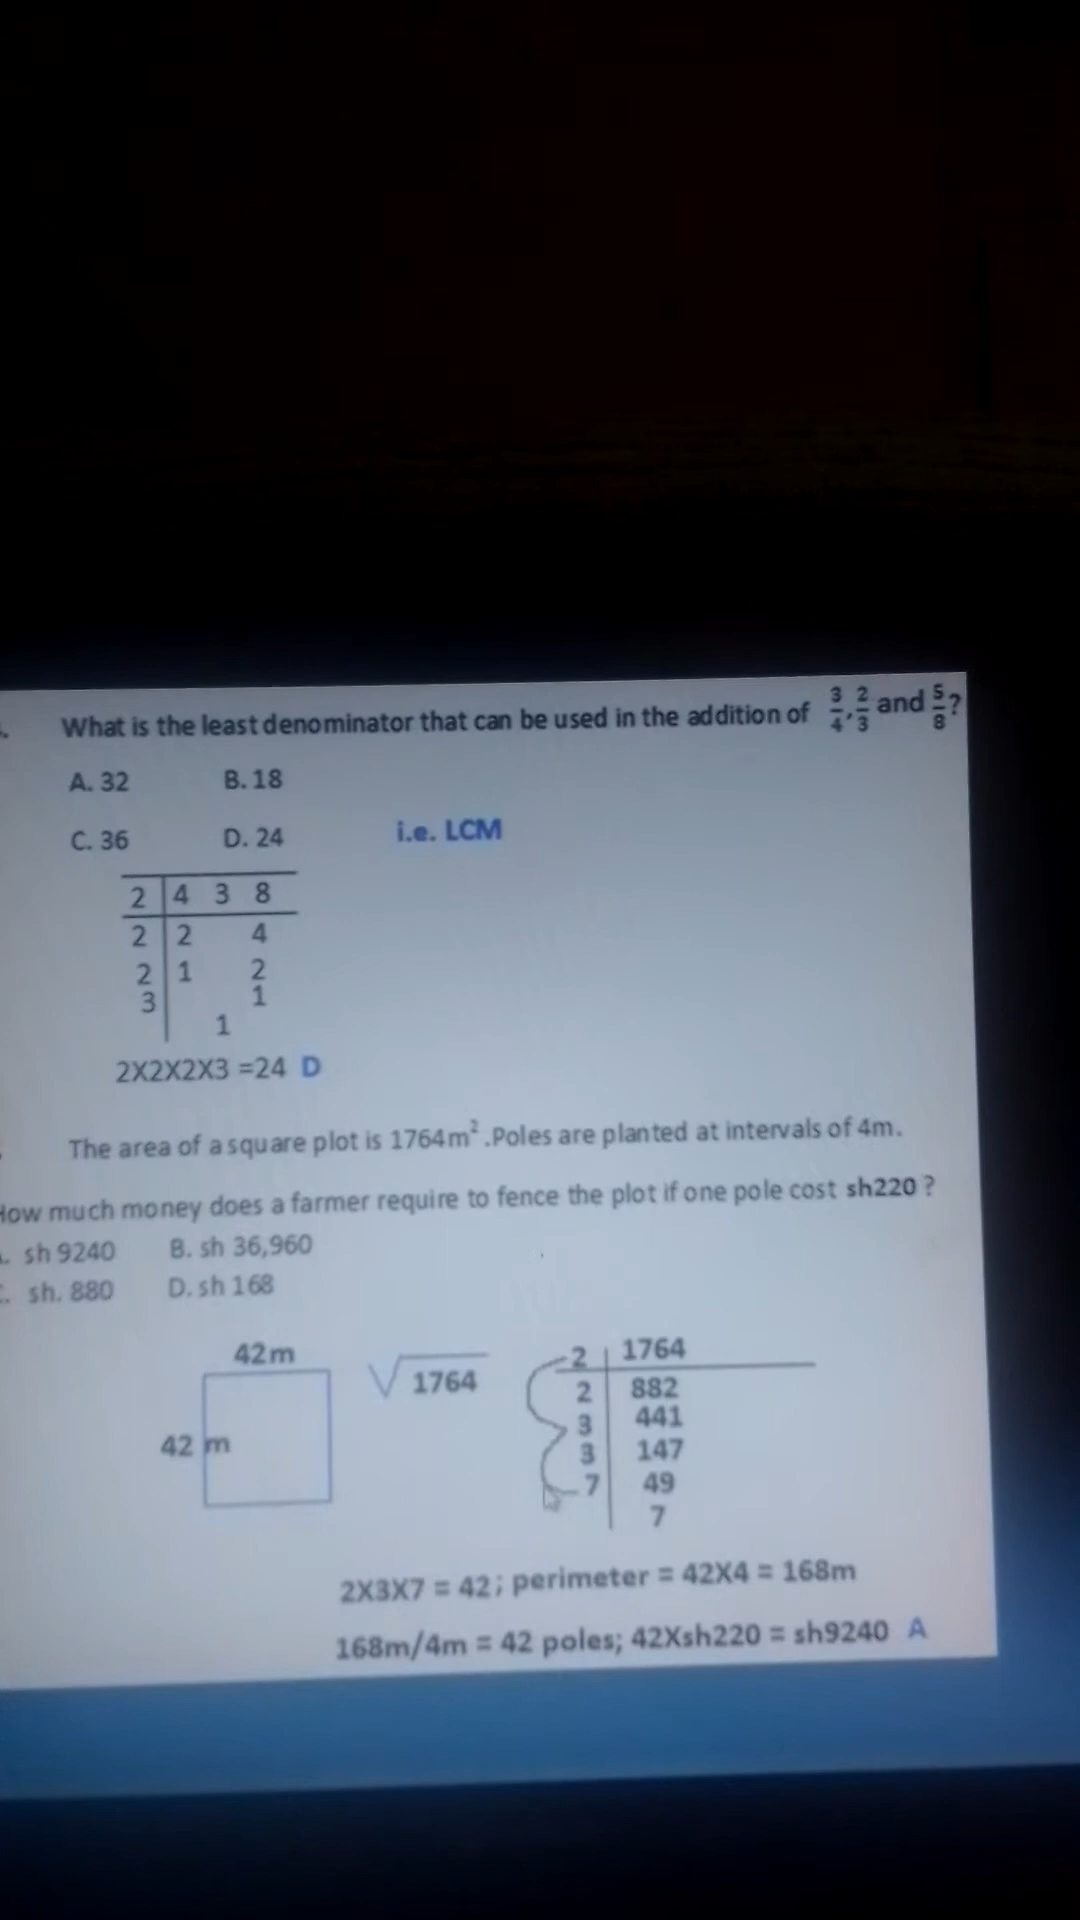 What is the least denominator that can be used in the addition of 3/4, 2/3 and 5/8?
A. 32 B. 18
C. 36 D. 24 i.e. LCM
2 4 3 8
2 2 4
2 1 2
3 1
1
2X2X2X3 =24 D
The area of a square plot is 1764m² .Poles are planted at intervals of 4m.
How much money does a farmer require to fence the plot if one pole cost sh220 ?
. sh 9240 B. sh 36,960
C. sh. 880 D. sh 168
42m
42 m
√1764
2 1764
2 882
3 441
3 147
7 49
7
2X3X7 = 42; perimeter = 42X4 = 168m
168m/4m = 42 poles; 42Xsh220 = sh9240 A